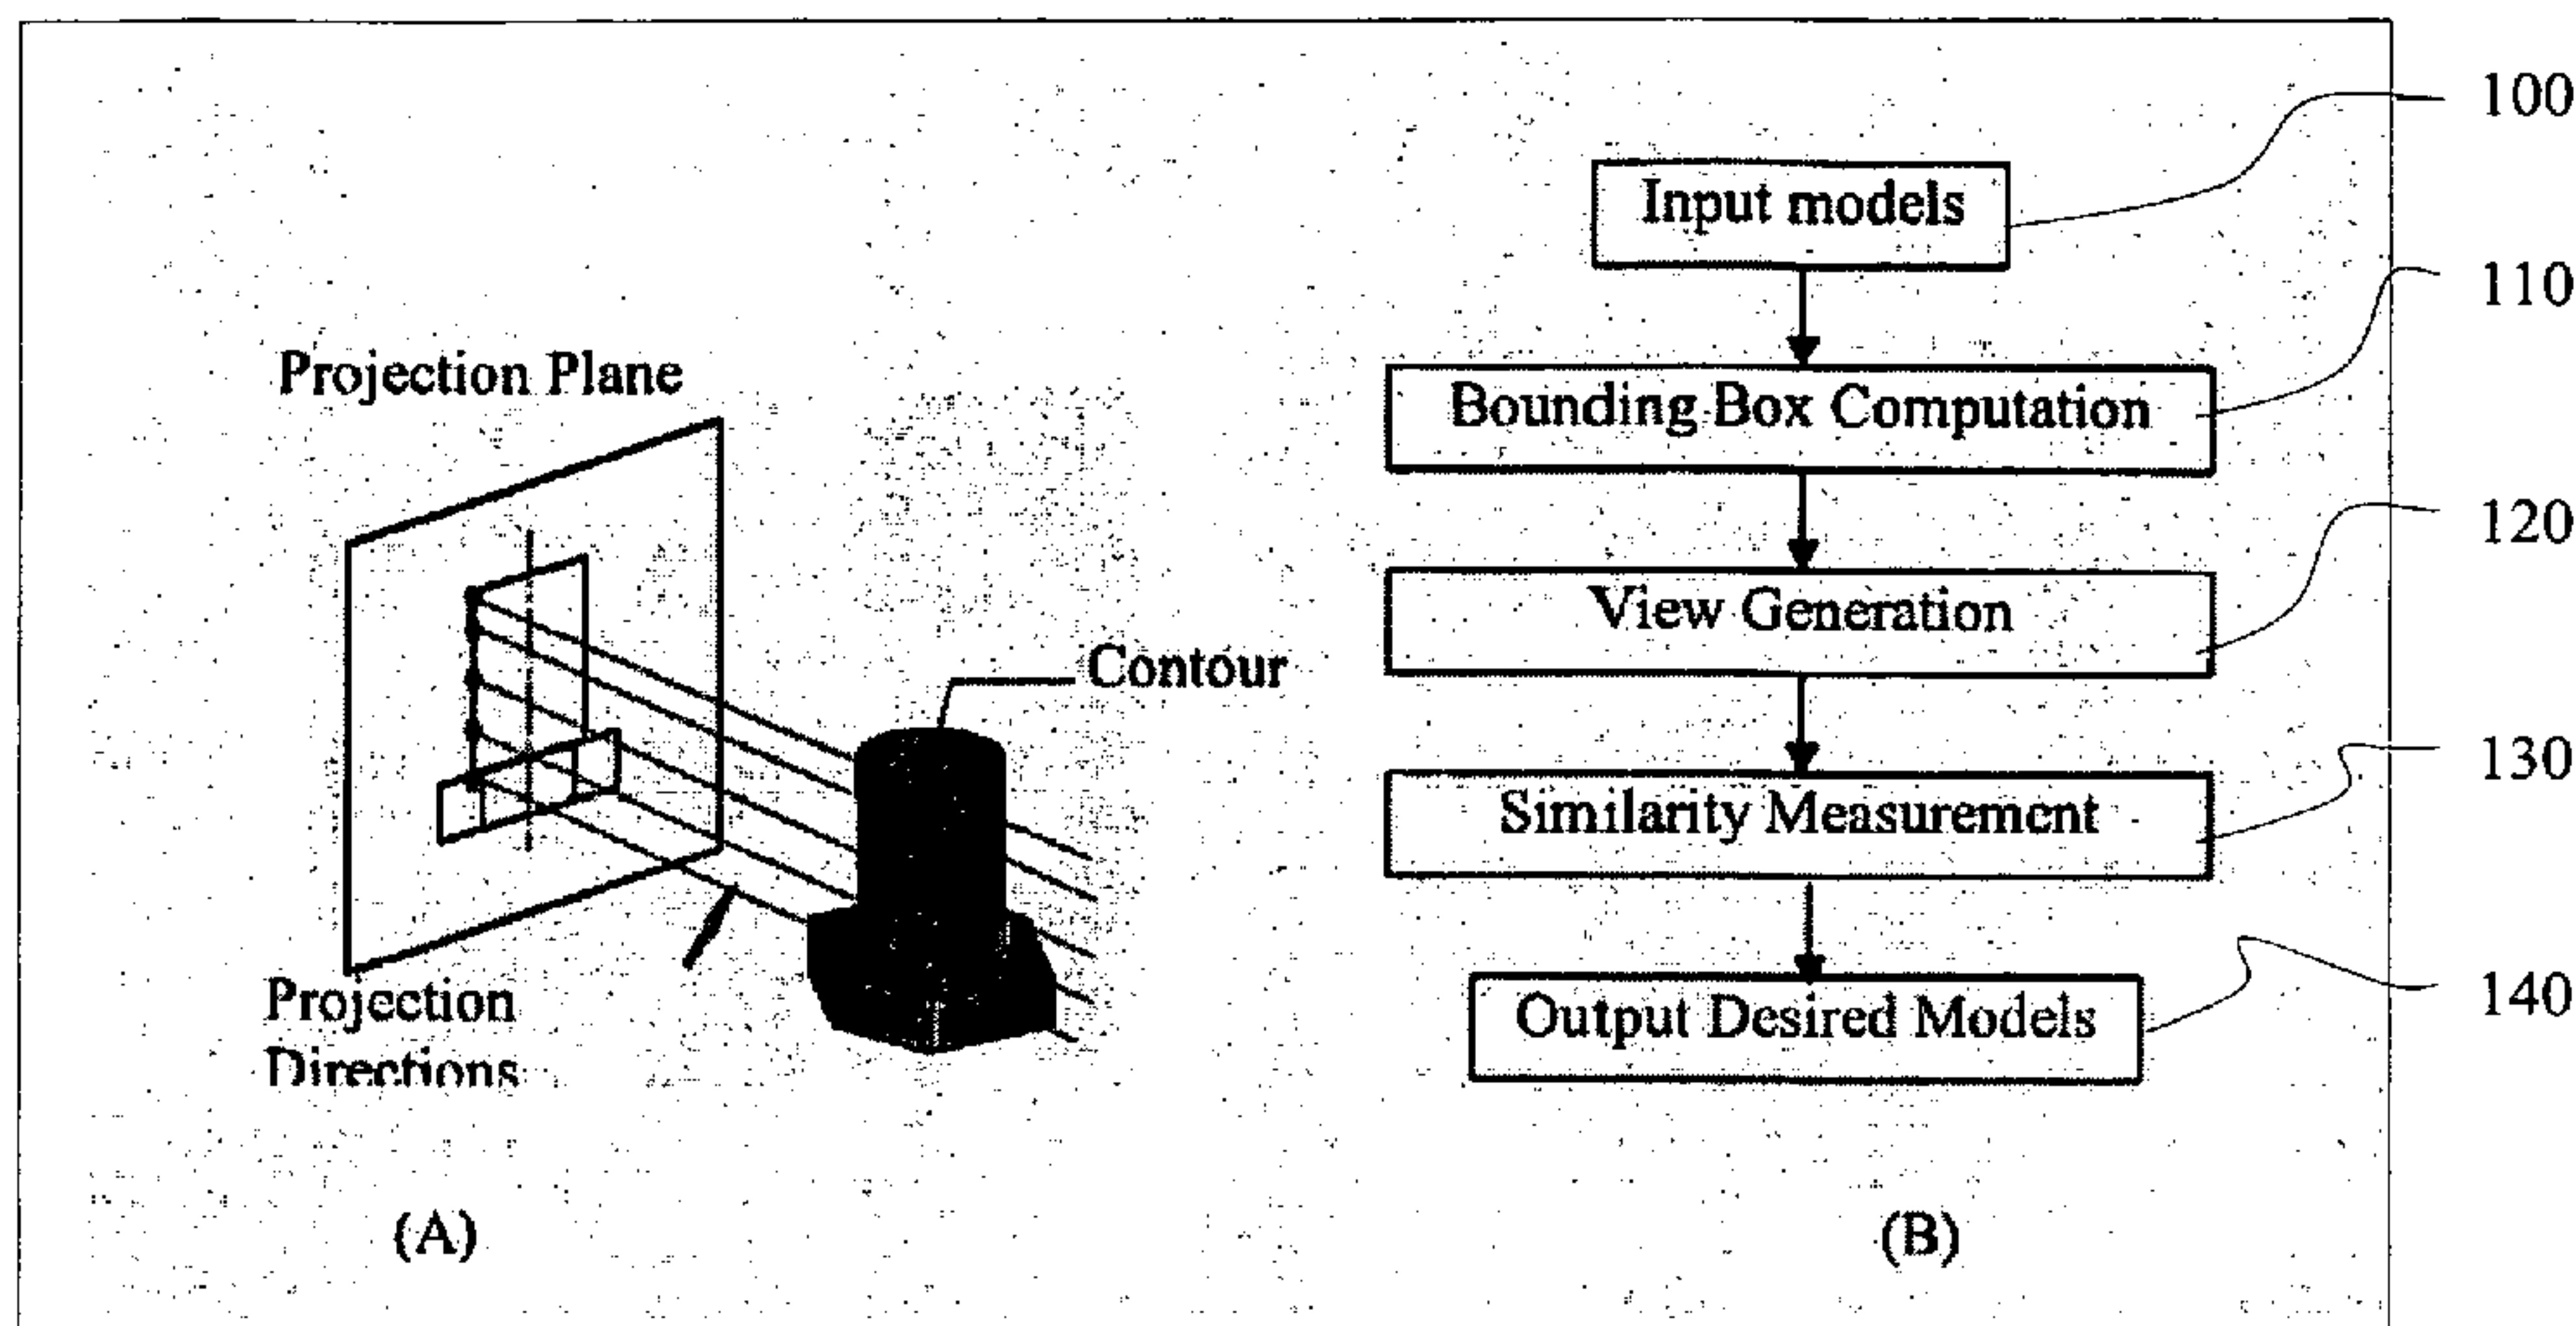 Projection Plane
Contour
Projection
Directions
(A)
Input models
Bounding Box Computation
View Generation
Similarity Measurement
Output Desired Models
(B)
100
110
120
130
140